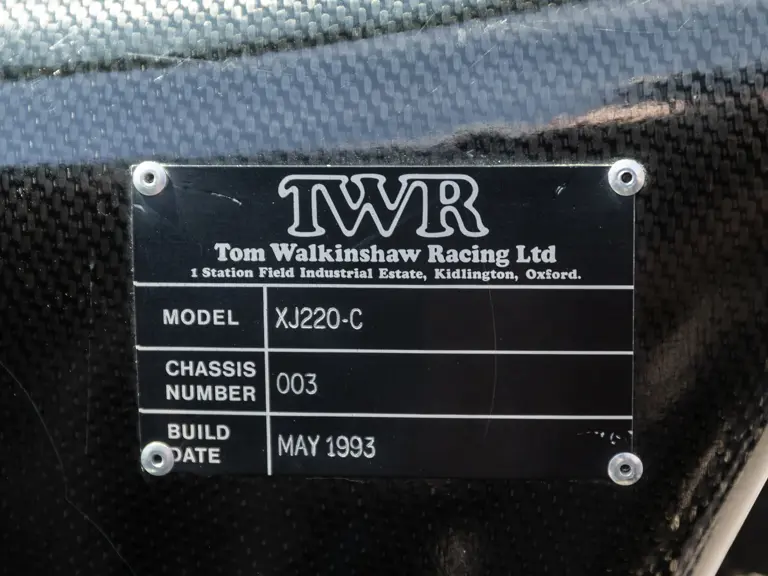 TWR
Tom Walkinshaw Racing Ltd
1 Station Field Industrial Estate, Kidlington, Oxford.
MODEL XJ220-C
CHASSIS
NUMBER 003
BUILD
DATE MAY 1993